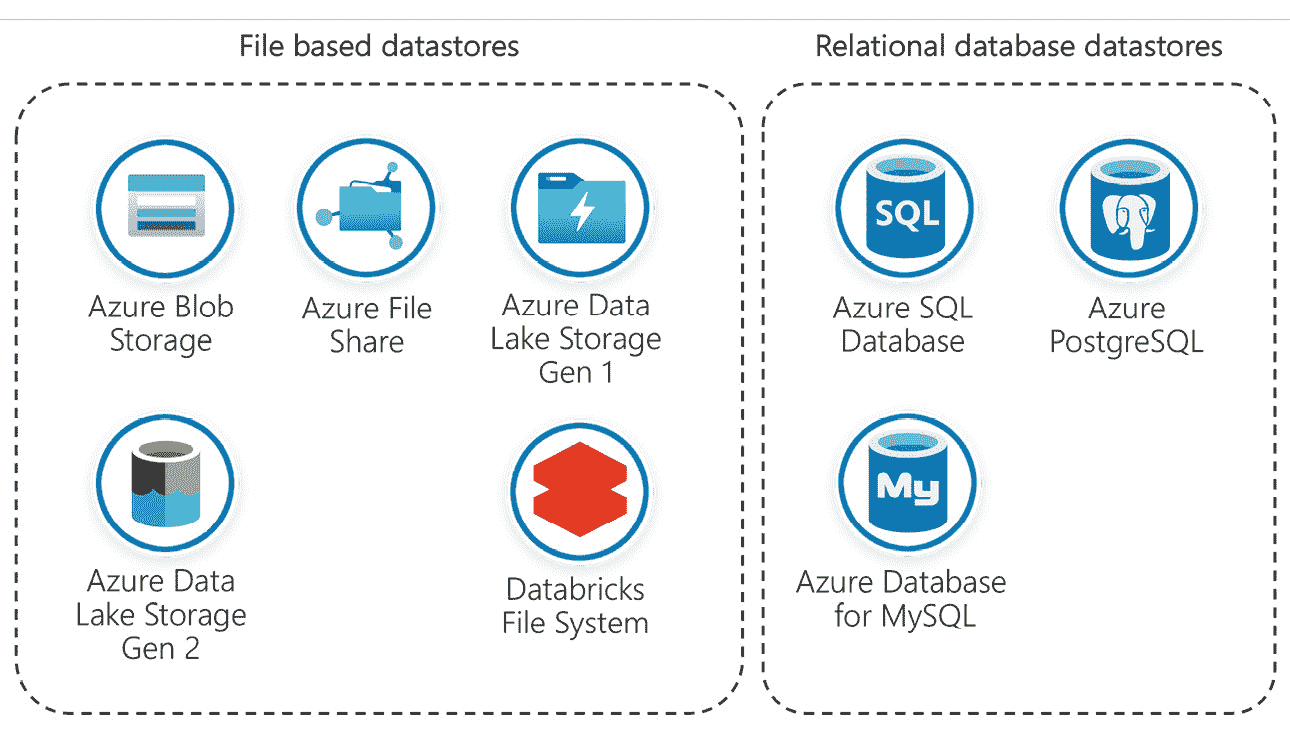 File based datastores
Relational database datastores
Azure Blob
Storage
Azure File
Share
Azure Data
Lake Storage
Gen 1
SQL
Azure SQL
Database
Azure
PostgreSQL
Azure Data
Lake Storage
Gen 2
Databricks
File System
My
Azure Database
for MySQL